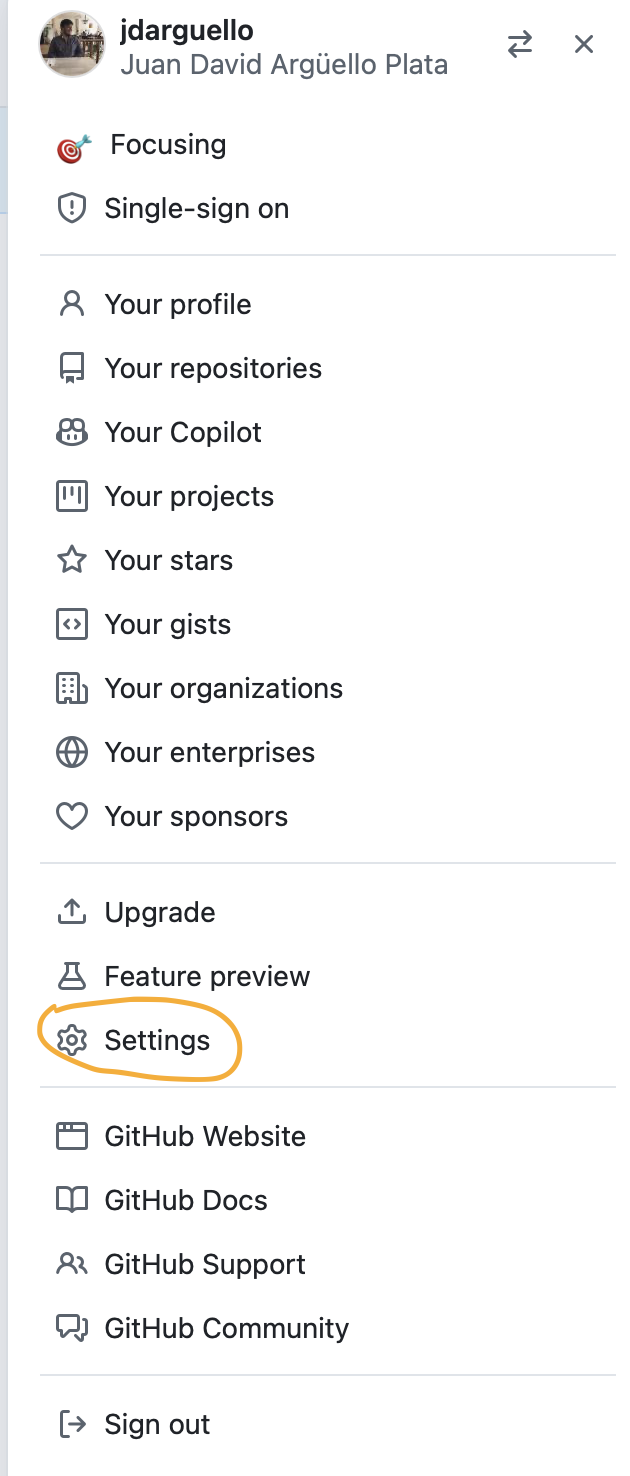 jdarguello
Juan David Argüello Plata
Focusing
Single-sign on
Your profile
Your repositories
Your Copilot
Your projects
Your stars
Your gists
Your organizations
Your enterprises
Your sponsors
Upgrade
Feature preview
Settings
GitHub Website
GitHub Docs
GitHub Support
GitHub Community
Sign out